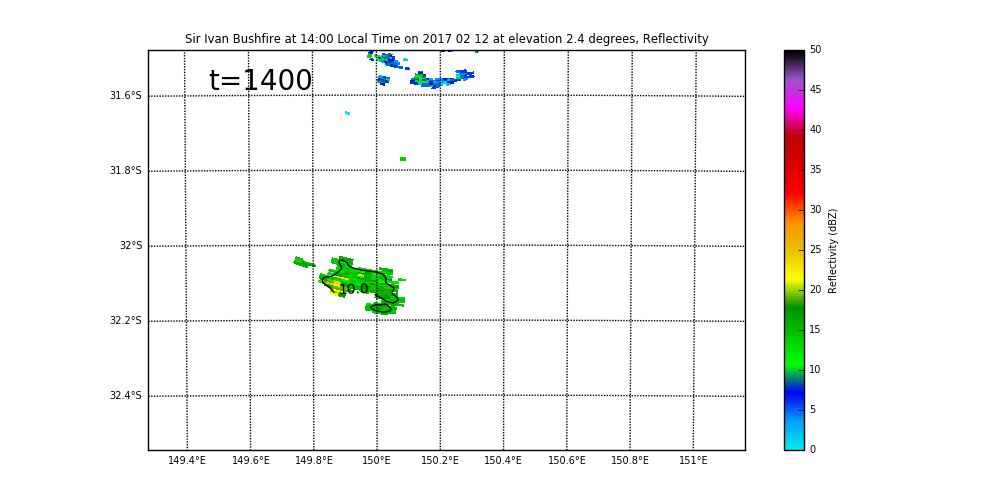 Sir Ivan Bushfire at 14:00 Local Time on 2017 02 12 at elevation 2.4 degrees, Reflectivity
t=1400
31.6°S
31.8°S
32°S
32.2°S
32.4°S
10.0
149.4°E 149.6°E 149.8°E 150°E 150.2°E 150.4°E 150.6°E 150.8°E 151°E
50
45
40
35
30
25
20
15
10
5
0
Reflectivity (dBZ)